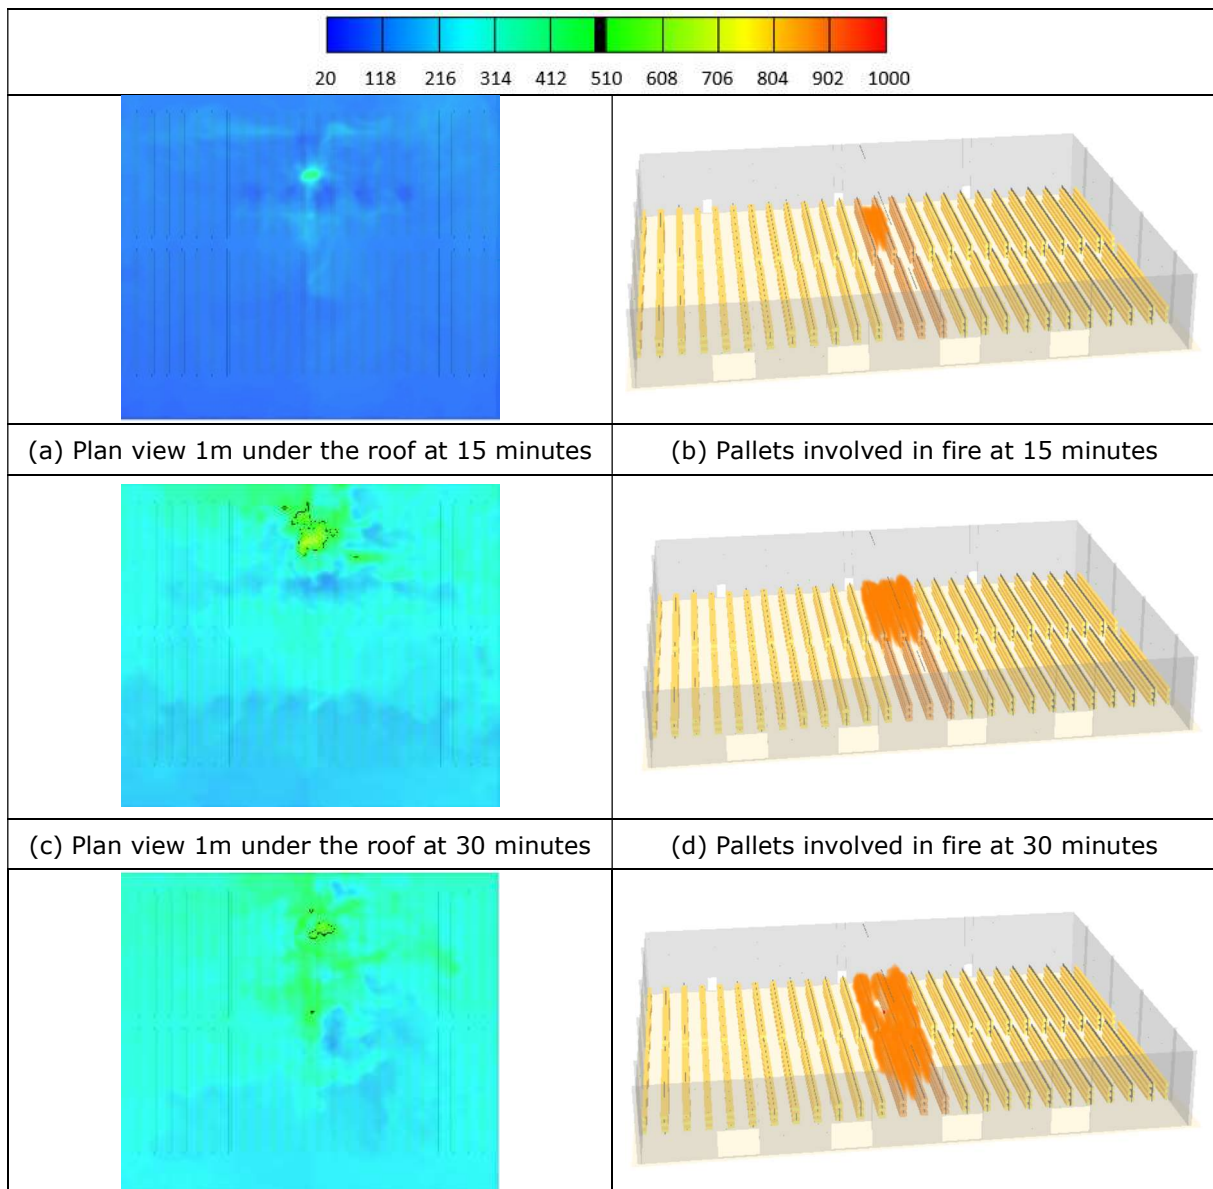 20 118 216 314 412 510 608 706 804 902 1000
(a) Plan view 1m under the roof at 15 minutes
(b) Pallets involved in fire at 15 minutes
(c) Plan view 1m under the roof at 30 minutes
(d) Pallets involved in fire at 30 minutes